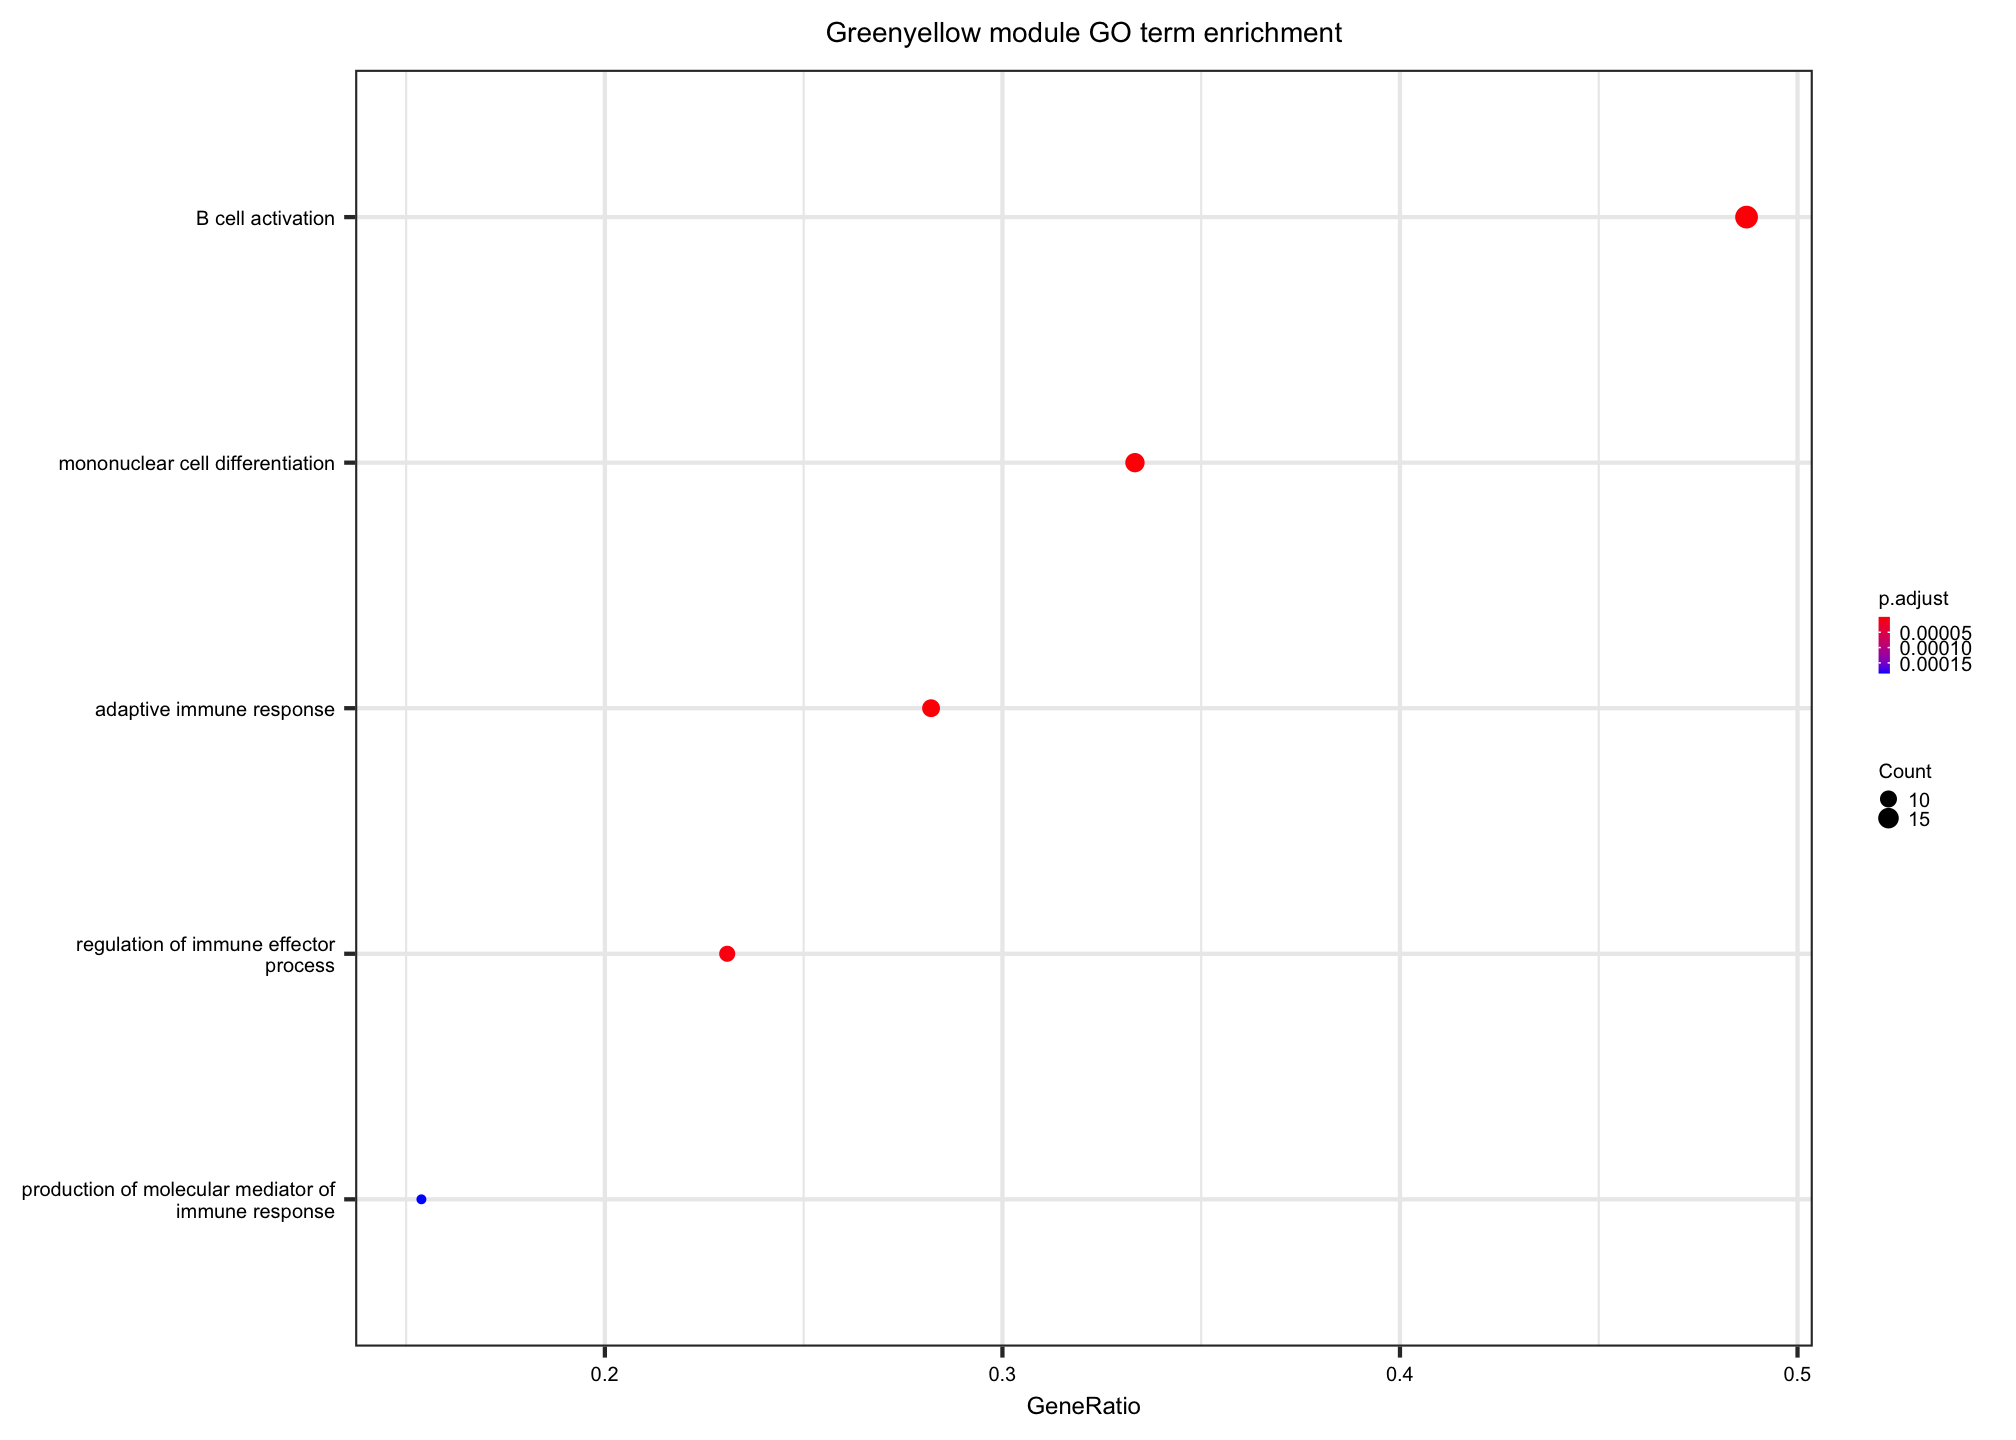 Greenyellow module GO term enrichment
B cell activation
mononuclear cell differentiation
adaptive immune response
regulation of immune effector
process
production of molecular mediator of
immune response
0.2
0.3
0.4
0.5
GeneRatio
p.adjust
0.00005
0.00010
0.00015
Count
10
15